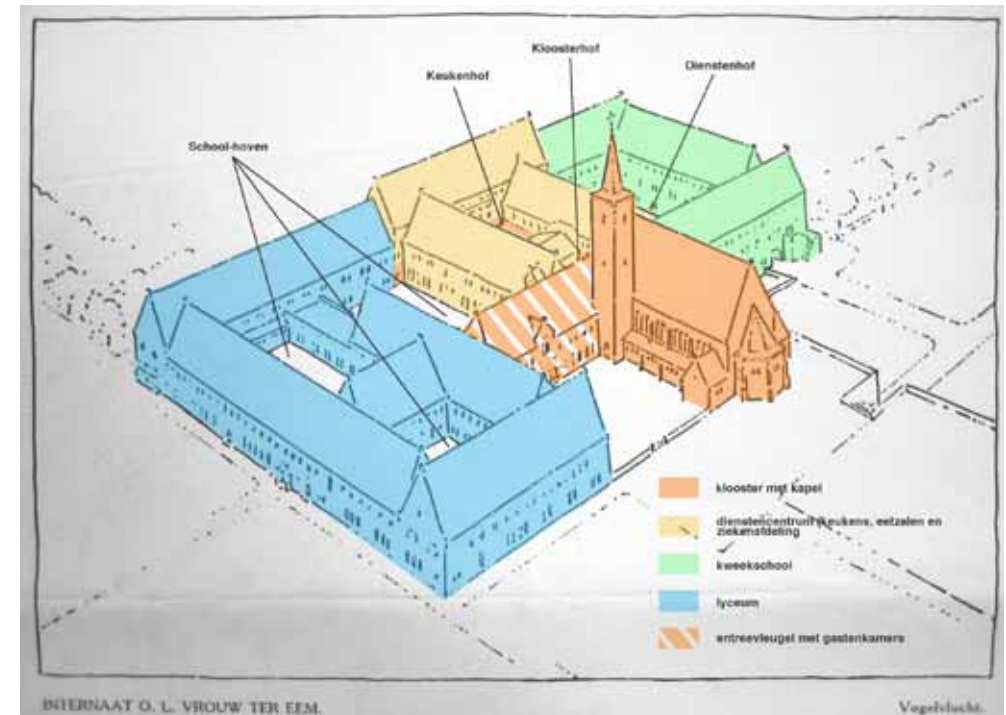 Kloosterhof
Keukenhof
Dienstenhof
School-hoven
klooster met kapel
dienstencentrum (keukens, eetzalen en
ziekenafdeling
kweekschool
lyceum
entreevleugel met gastenkamers
INTERNAAT O. L. VROUW TER EEM.
Vogelvlucht.